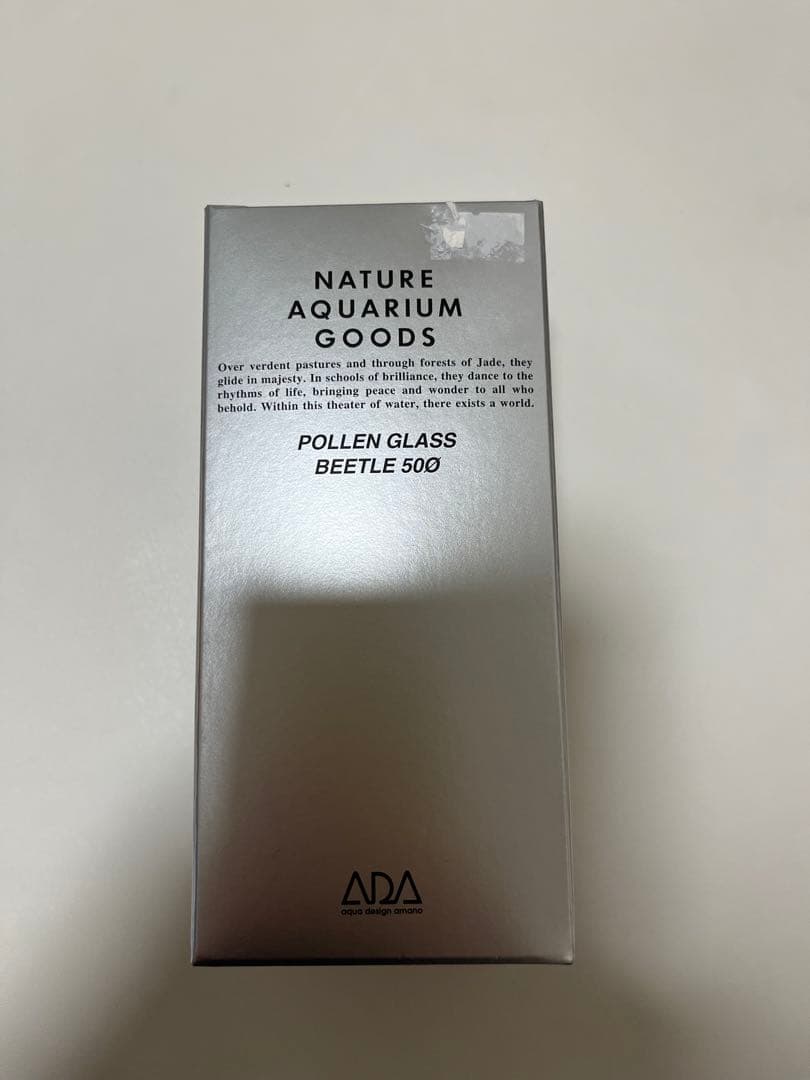 NATURE
AQUARIUM
GOODS
Over verdent pastures and through forests of Jade, they
glide in majesty. In schools of brilliance, they dance to the
rhythms of life, bringing peace and wonder to all who
behold. Within this theater of water, there exists a world.
POLLEN GLASS
BEETLE 50Ø
ADA
aqua design amano